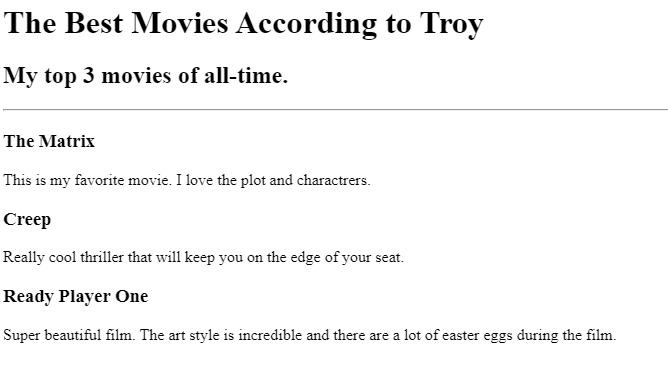 The Best Movies According to Troy
My top 3 movies of all-time.
The Matrix
This is my favorite movie. I love the plot and charactrers.
Creep
Really cool thriller that will keep you on the edge of your seat.
Ready Player One
Super beautiful film. The art style is incredible and there are a lot of easter eggs during the film.